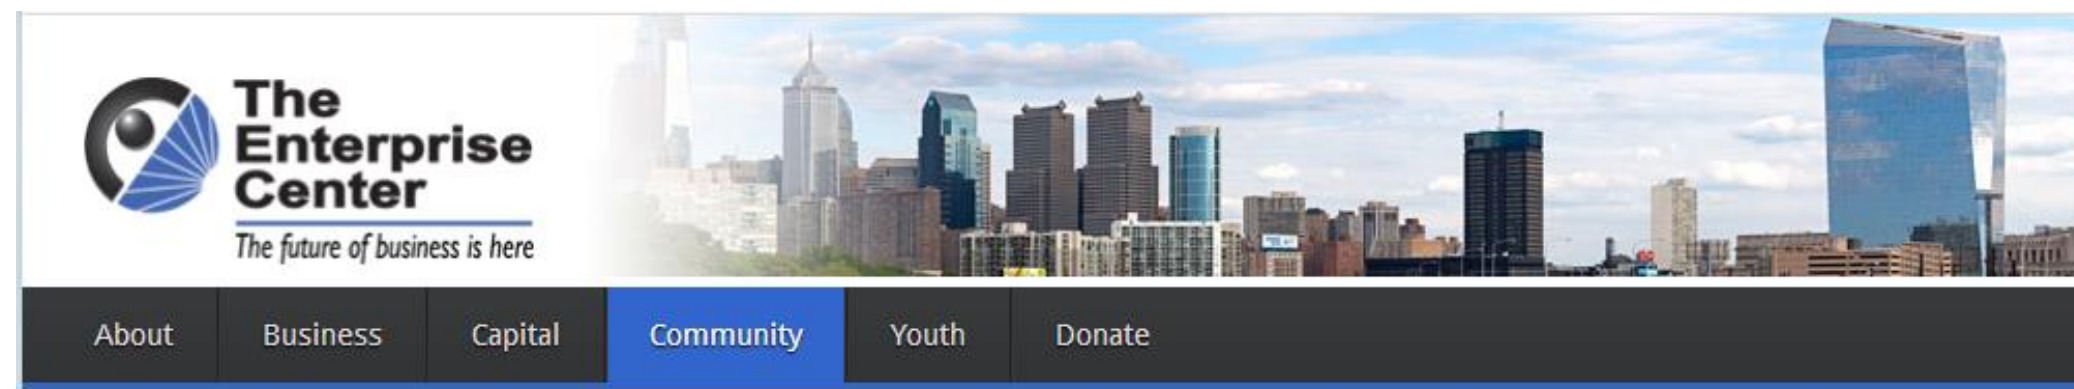 The
Enterprise
Center
The future of business is here
About Business Capital Community Youth Donate